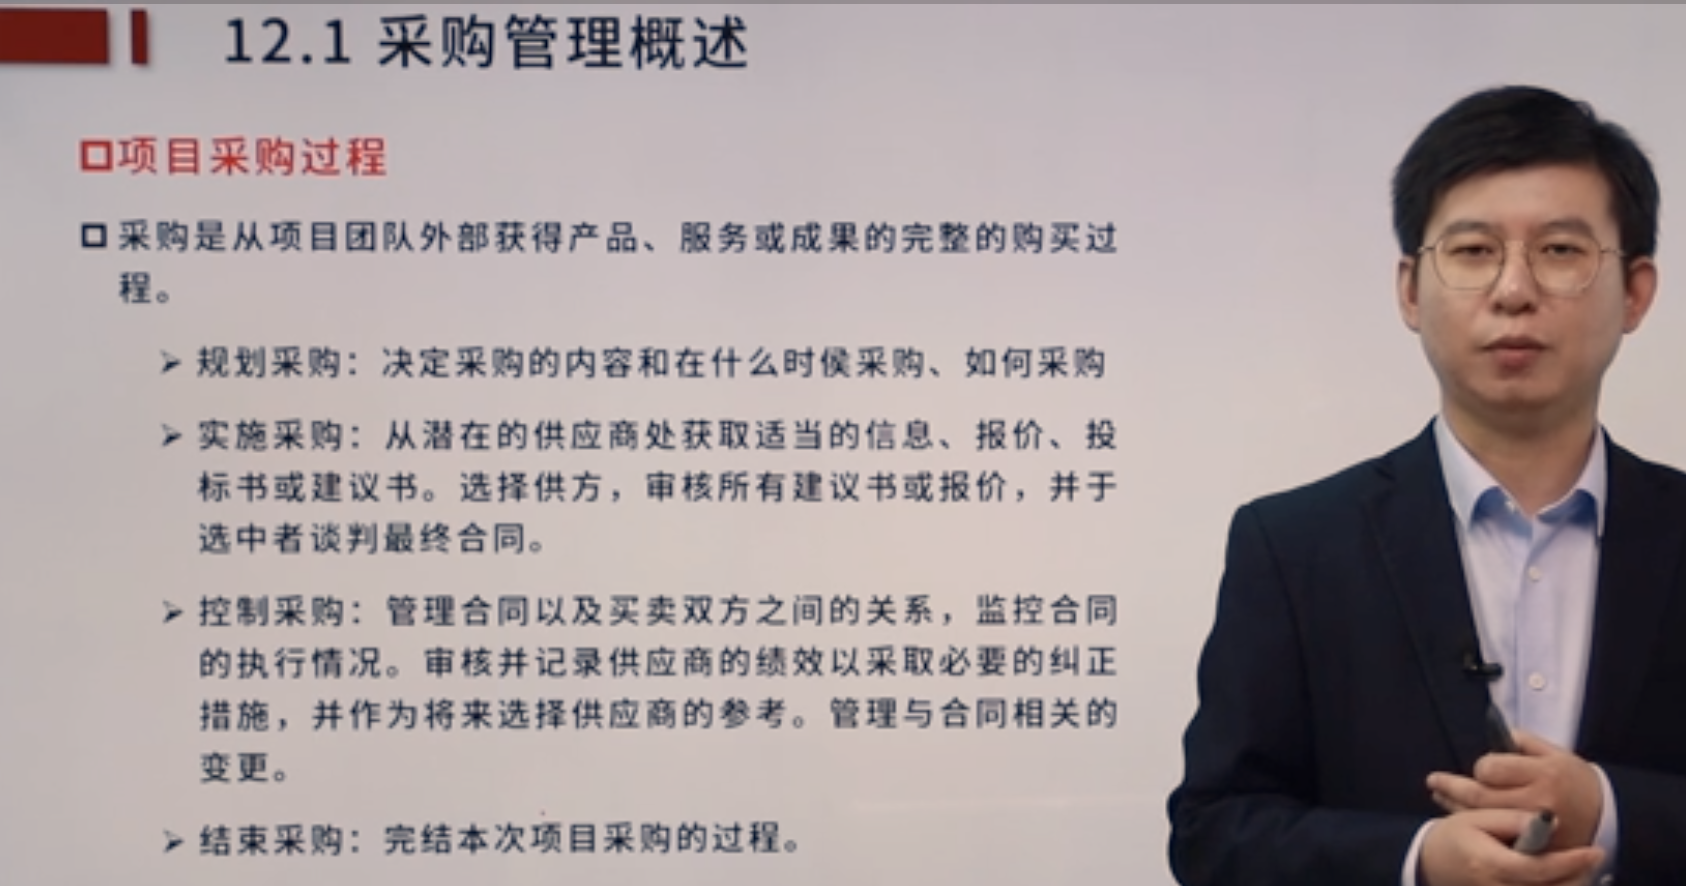 12.1 采购管理概述
项目采购过程
采购是从项目团队外部获得产品、服务或成果的完整的购买过
程。
规划采购：决定采购的内容和在什么时侯采购、如何采购
实施采购：从潜在的供应商处获取适当的信息、报价、投
标书或建议书。选择供方，审核所有建议书或报价，并于
选中者谈判最终合同。
控制采购：管理合同以及买卖双方之间的关系，监控合同
的执行情况。审核并记录供应商的绩效以采取必要的纠正
措施，并作为将来选择供应商的参考。管理与合同相关的
变更。
结束采购：完结本次项目采购的过程。